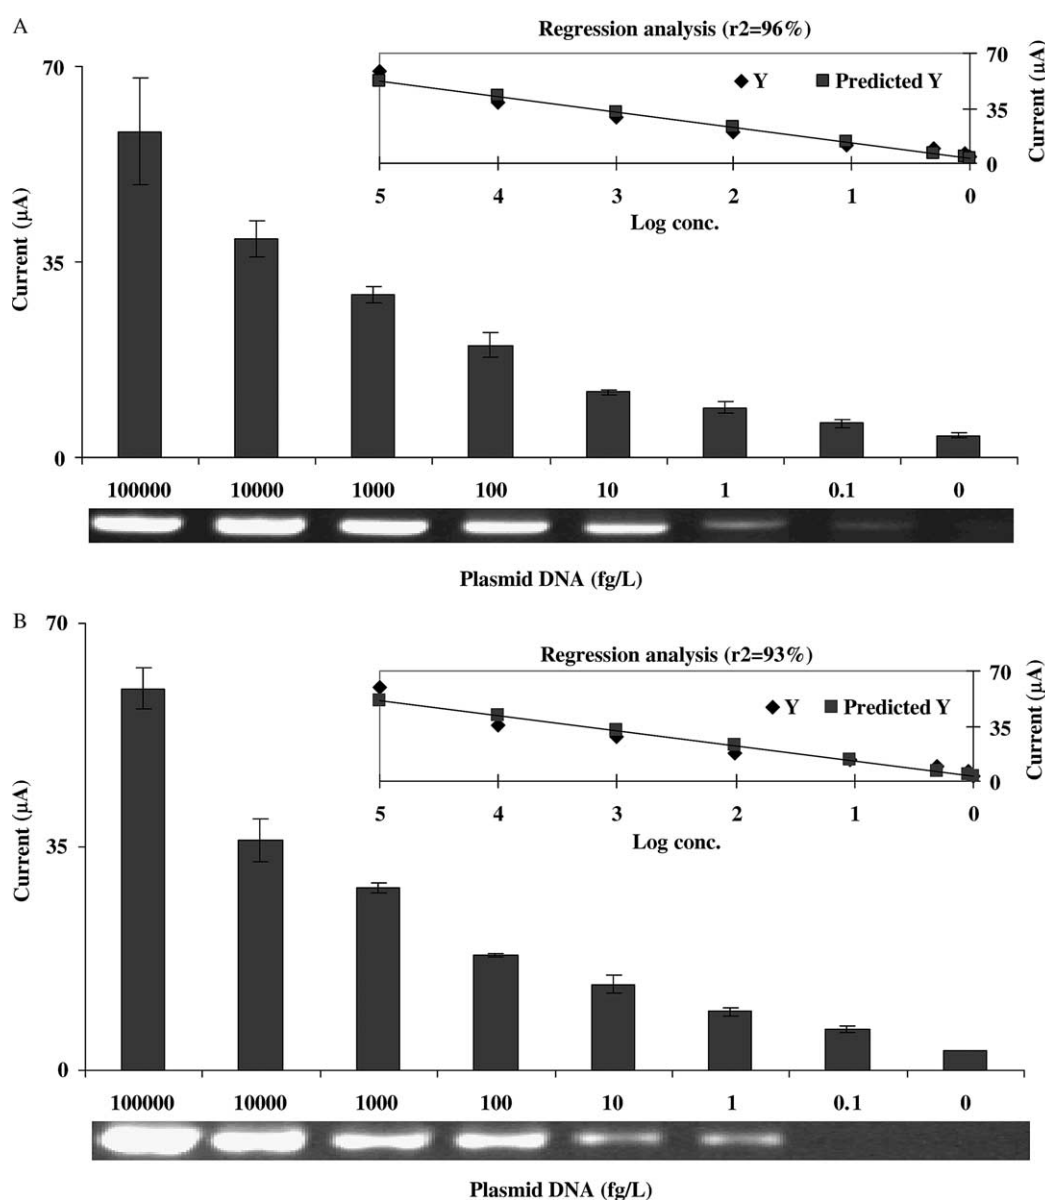 A
Regression analysis (r2=96%)
70
70
Y
Predicted Y
35
0
Current (μA)
5 4 3 2 1 0
Log conc.
Current (μA)
35
0
100000 10000 1000 100 10 1 0.1 0
Plasmid DNA (fg/L)
B
70
Regression analysis (r2=93%)
70
Y
Predicted Y
35
0
Current (μA)
5 4 3 2 1 0
Log conc.
Current (μA)
35
0
100000 10000 1000 100 10 1 0.1 0
Plasmid DNA (fg/L)